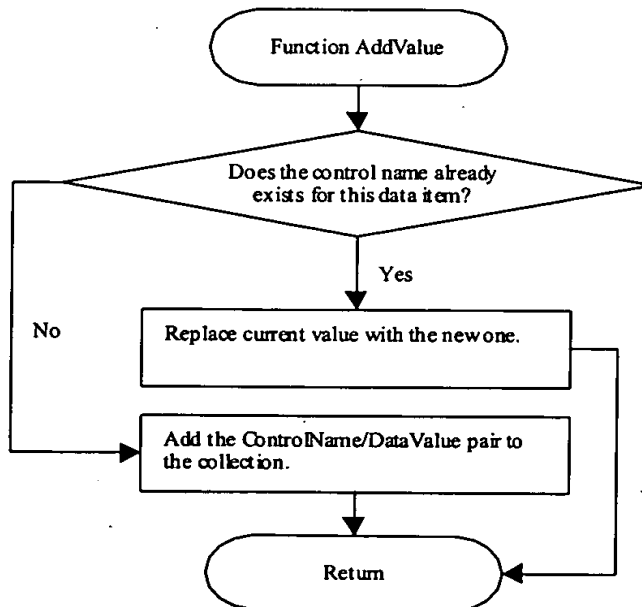 Function AddValue
Does the control name already
exists for this data item?
Yes
No
Replace current value with the new one.
Add the ControlName/DataValue pair to
the collection.
Return